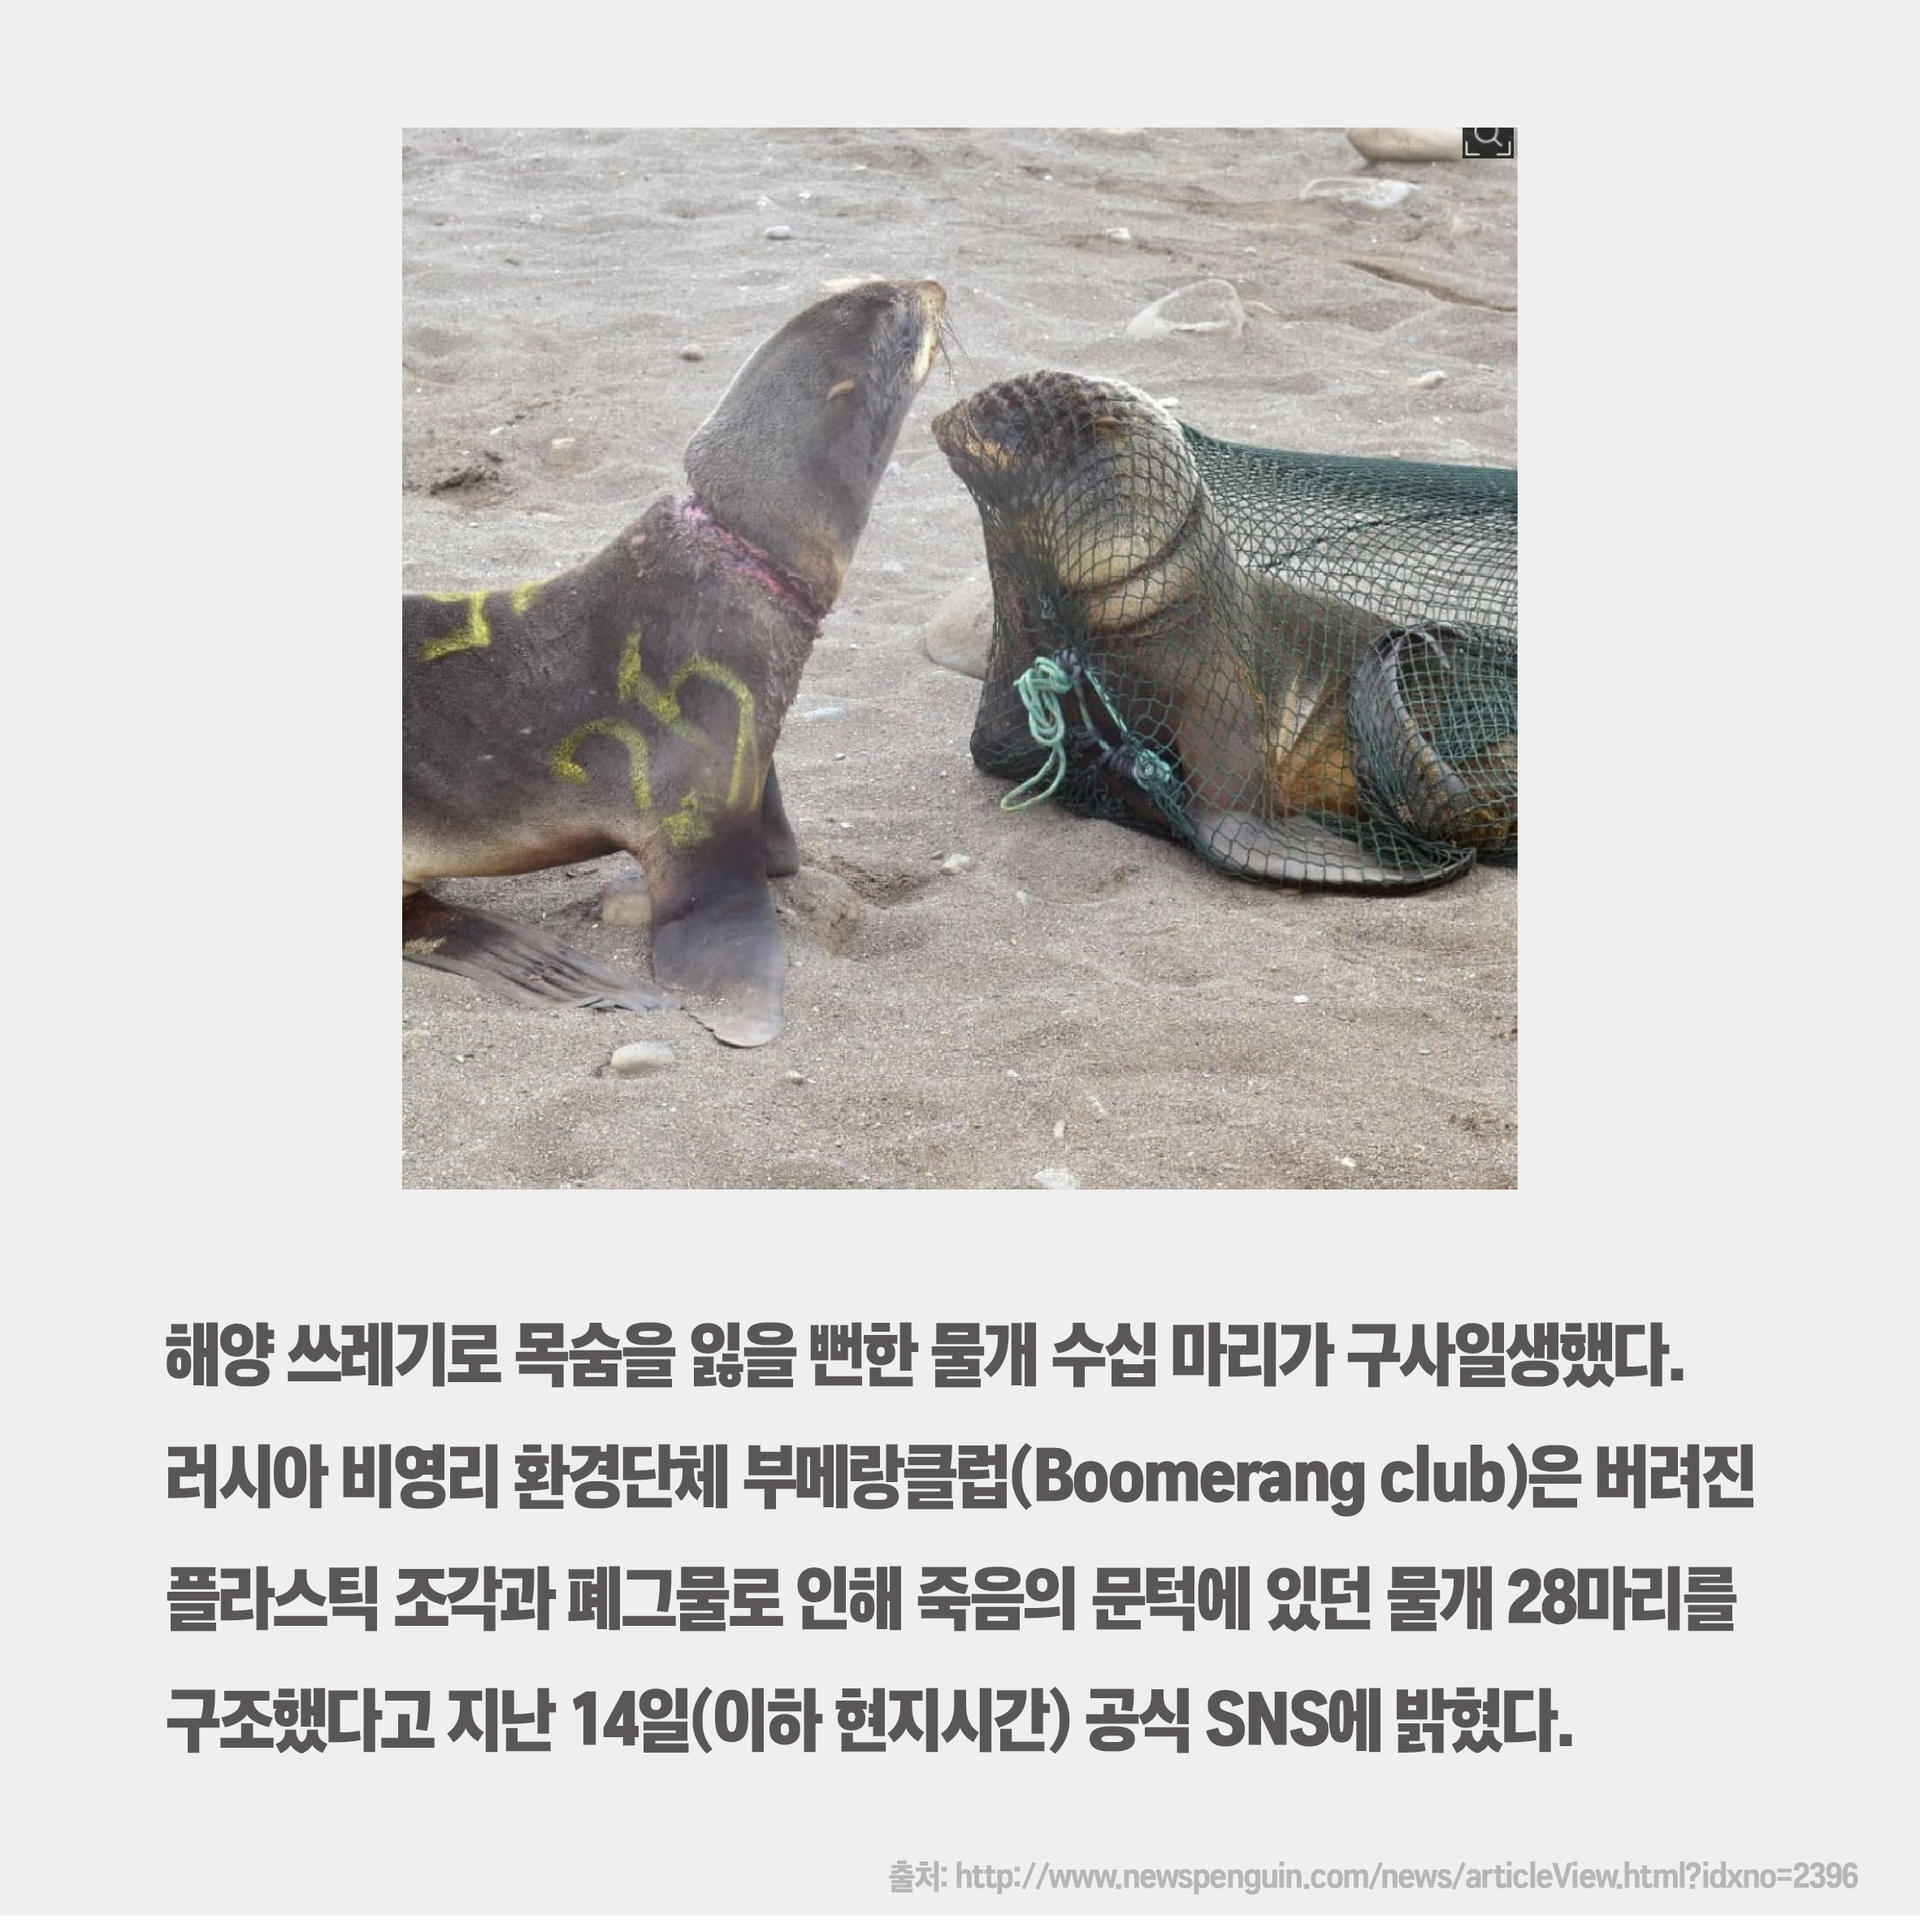 해양 쓰레기로 목숨을 잃을 뻔한 물개 수십 마리가 구사일생했다.
러시아 비영리 환경단체 부메랑클럽(Boomerang club)은 버려진
플라스틱 조각과 폐그물로 인해 죽음의 문턱에 있던 물개 28마리를
구조했다고 지난 14일(이하 현지시간) 공식 SNS에 밝혔다.
출처: http://www.newspenguin.com/news/articleView.html?idxno=2396